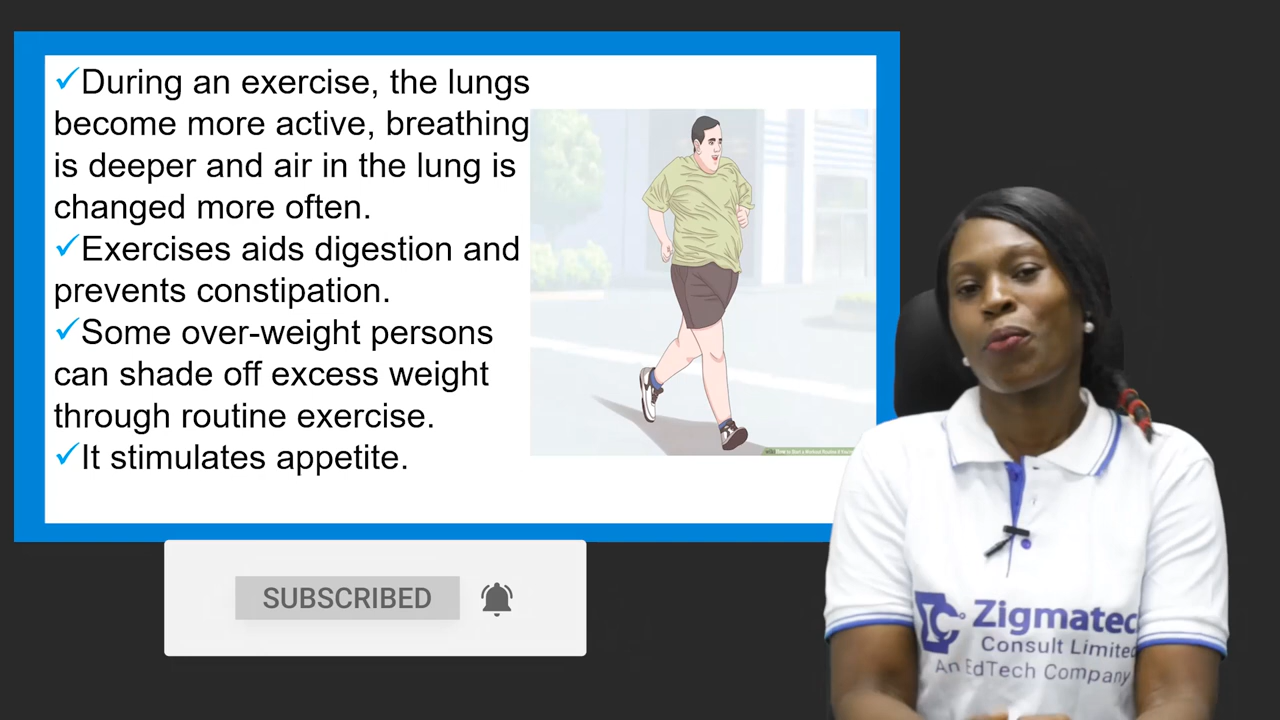 ✓During an exercise, the lungs
become more active, breathing
is deeper and air in the lung is
changed more often.
✓Exercises aids digestion and
prevents constipation.
✓Some over-weight persons
can shade off excess weight
through routine exercise.
✓It stimulates appetite.
SUBSCRIBED
Zigmatec
Consult Limited
An EdTech Company